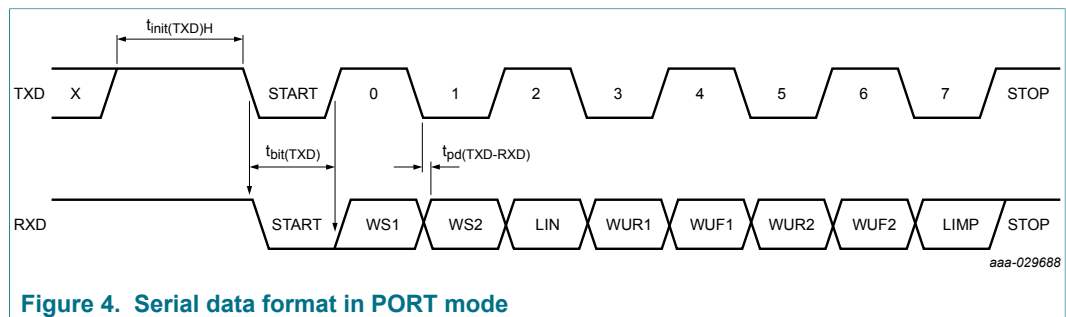 tinit(TXD)H
TXD X START 0 1 2 3 4 5 6 7 STOP
tbit(TXD) tpd(TXD-RXD)
RXD START WS1 WS2 LIN WUR1 WUF1 WUR2 WUF2 LIMP STOP
aaa-029688
Figure 4. Serial data format in PORT mode